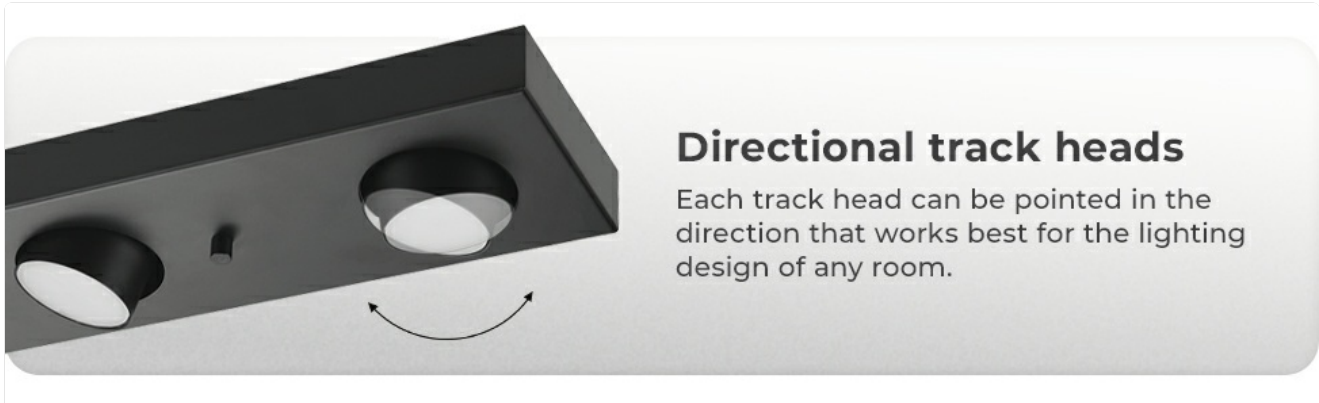 Directional track heads
Each track head can be pointed in the
direction that works best for the lighting
design of any room.